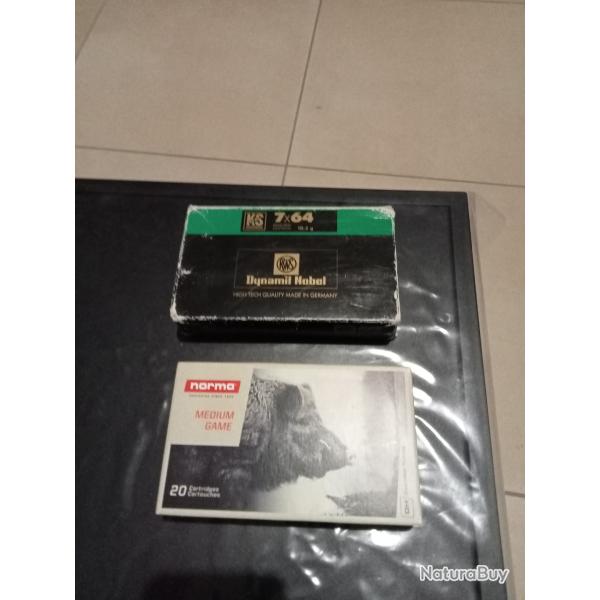 KS 7x64
10.5 g
RWS
Dynamit Nobel
HIGH TECH QUALITY MADE IN GERMANY
norma
MEDIUM
GAME
20 Cartridges
Cartouches
NaturaBuy